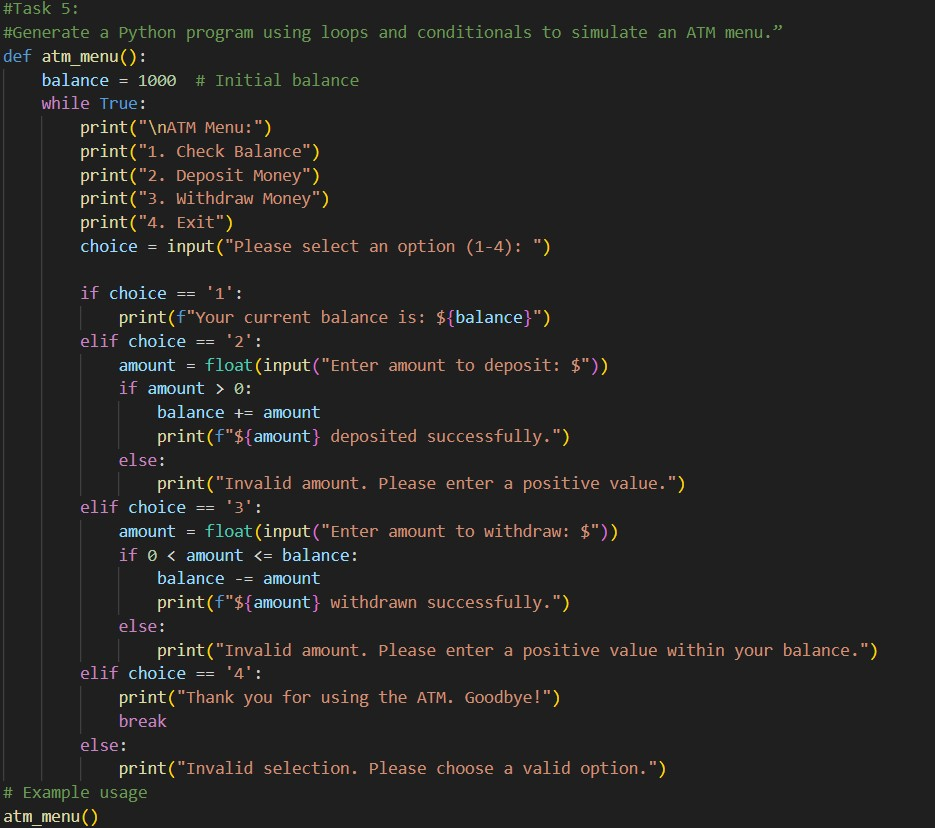 #Task 5:
#Generate a Python program using loops and conditionals to simulate an ATM menu.”
def atm_menu():
    balance = 1000  # Initial balance
    while True:
        print("\nATM Menu:")
        print("1. Check Balance")
        print("2. Deposit Money")
        print("3. Withdraw Money")
        print("4. Exit")
        choice = input("Please select an option (1-4): ")

        if choice == '1':
            print(f"Your current balance is: ${balance}")
        elif choice == '2':
            amount = float(input("Enter amount to deposit: $"))
            if amount > 0:
                balance += amount
                print(f"${amount} deposited successfully.")
            else:
                print("Invalid amount. Please enter a positive value.")
        elif choice == '3':
            amount = float(input("Enter amount to withdraw: $"))
            if 0 < amount <= balance:
                balance -= amount
                print(f"${amount} withdrawn successfully.")
            else:
                print("Invalid amount. Please enter a positive value within your balance.")
        elif choice == '4':
            print("Thank you for using the ATM. Goodbye!")
            break
        else:
            print("Invalid selection. Please choose a valid option.")
# Example usage
atm_menu()